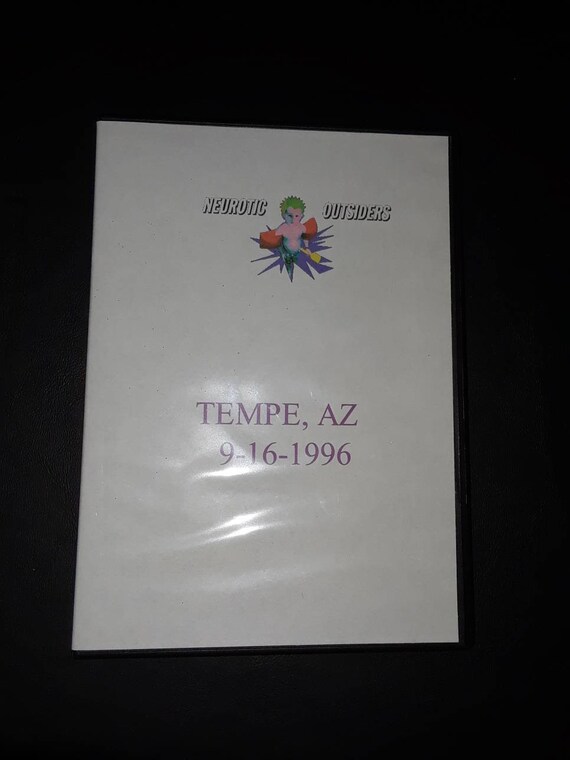 NEUROTIC OUTSIDERS
TEMPE, AZ
9-16-1996